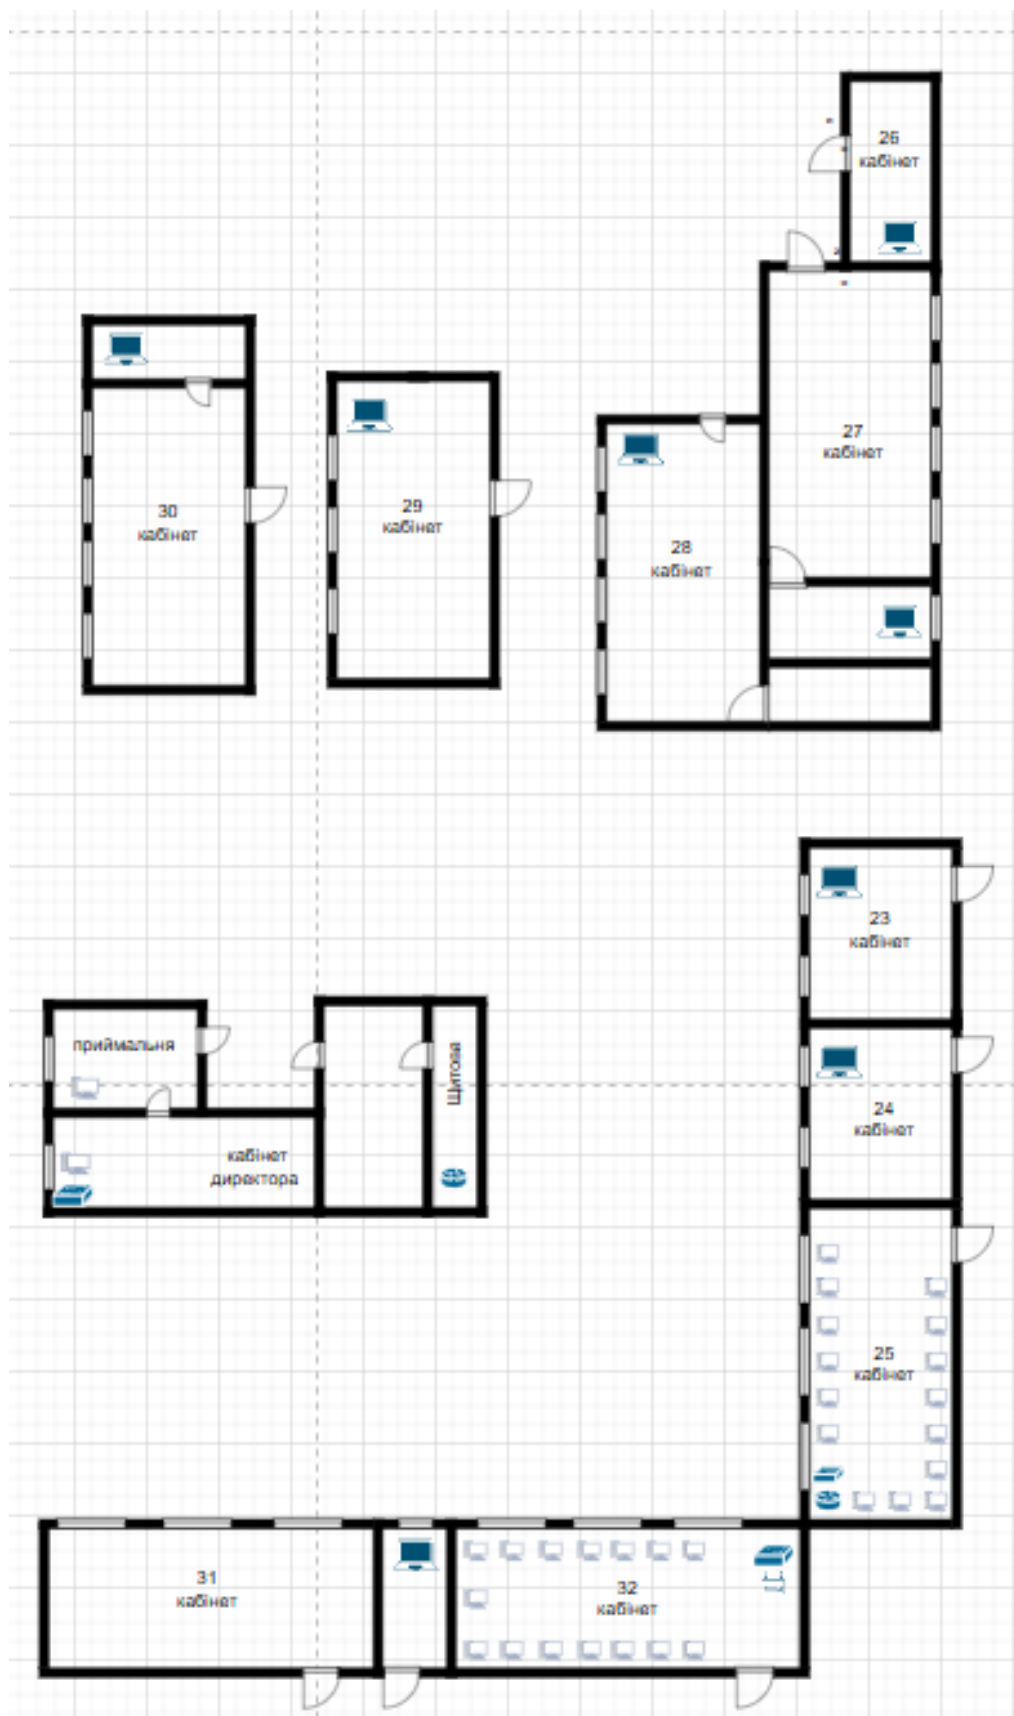 26
кабінет
27
кабінет
30
кабінет
29
кабінет
28
кабінет
23
кабінет
приймальня
Щитова
24
кабінет
кабінет
директора
25
кабінет
31
кабінет
32
кабінет